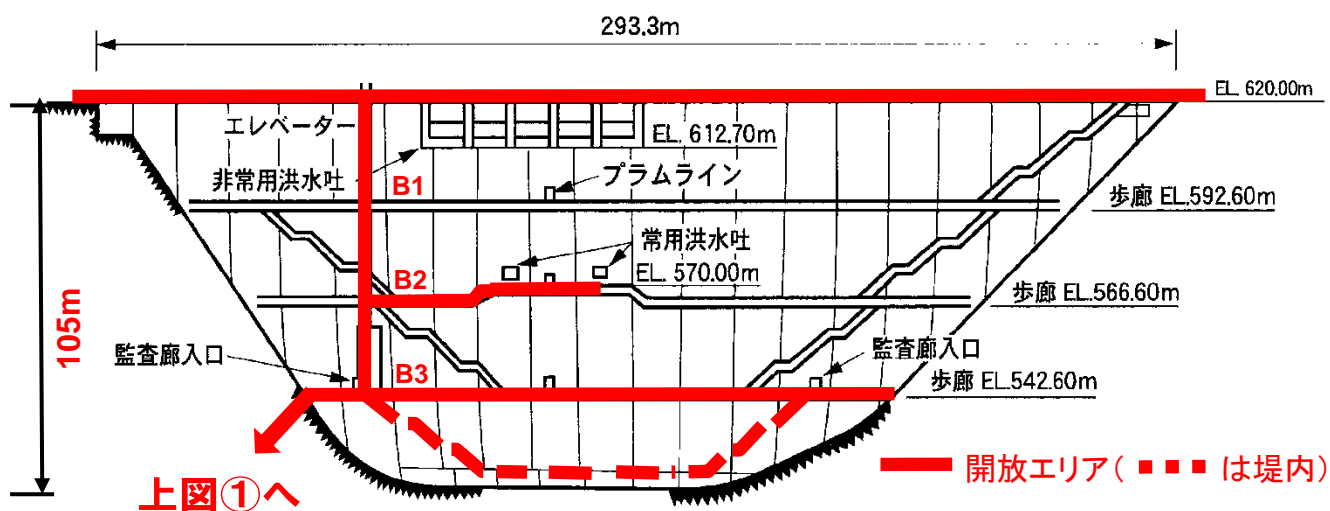 293.3m
EL. 620.00m
エレベーター
EL. 612.70m
非常用洪水吐
B1
プラムライン
歩廊 EL.592.60m
常用洪水吐
EL. 570.00m
B2
歩廊 EL.566.60m
105m
監査廊入口
監査廊入口
B3
歩廊 EL.542.60m
開放エリア( は堤内)
上図①へ